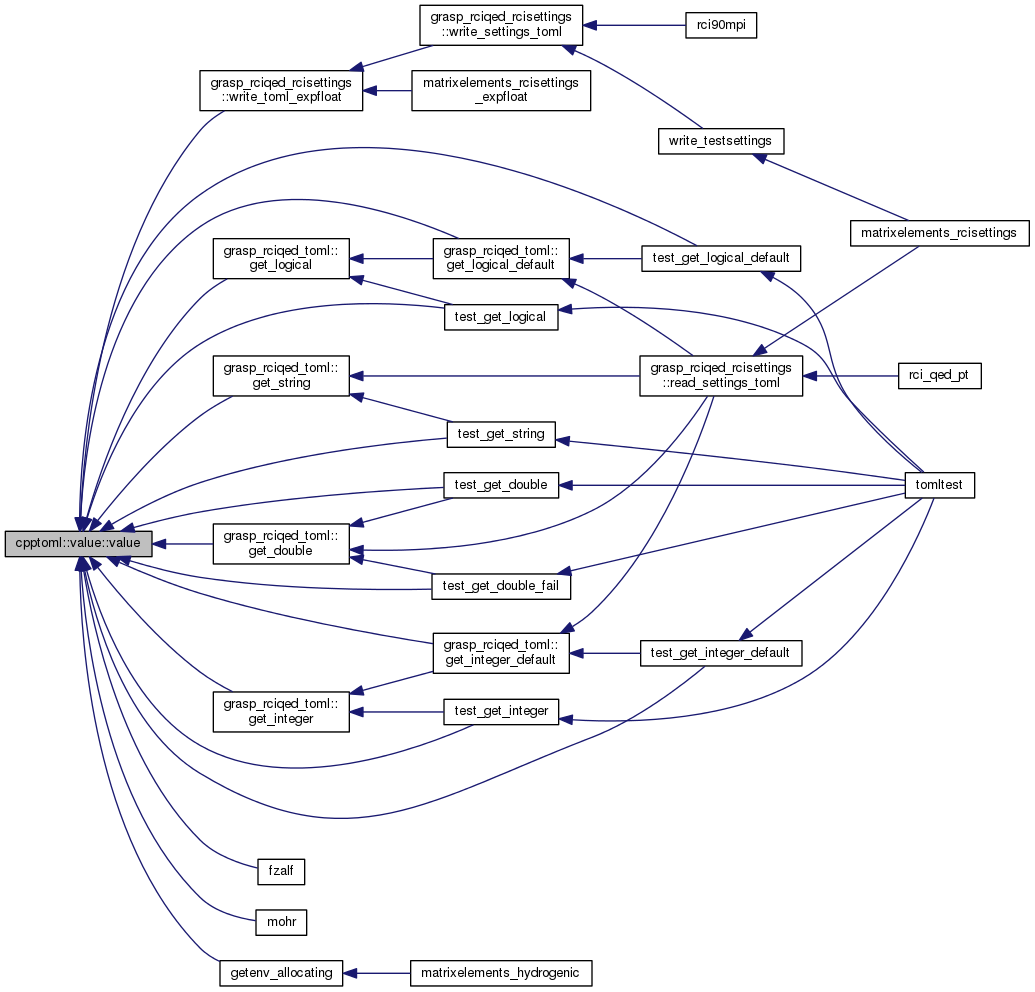 grasp_rciqed_rcisettings
::write_settings_toml
rci90mpi
grasp_rciqed_rcisettings
::write_toml_expfloat
matrixelements_rcisettings
_expfloat
write_testsettings
matrixelements_rcisettings
grasp_rciqed_toml::
get_logical
grasp_rciqed_toml::
get_logical_default
test_get_logical_default
test_get_logical
grasp_rciqed_toml::
get_string
grasp_rciqed_rcisettings
::read_settings_toml
rci_qed_pt
test_get_string
test_get_double
tomltest
cpptoml::value::value
grasp_rciqed_toml::
get_double
test_get_double_fail
grasp_rciqed_toml::
get_integer_default
test_get_integer_default
grasp_rciqed_toml::
get_integer
test_get_integer
fzalf
mohr
getenv_allocating
matrixelements_hydrogenic